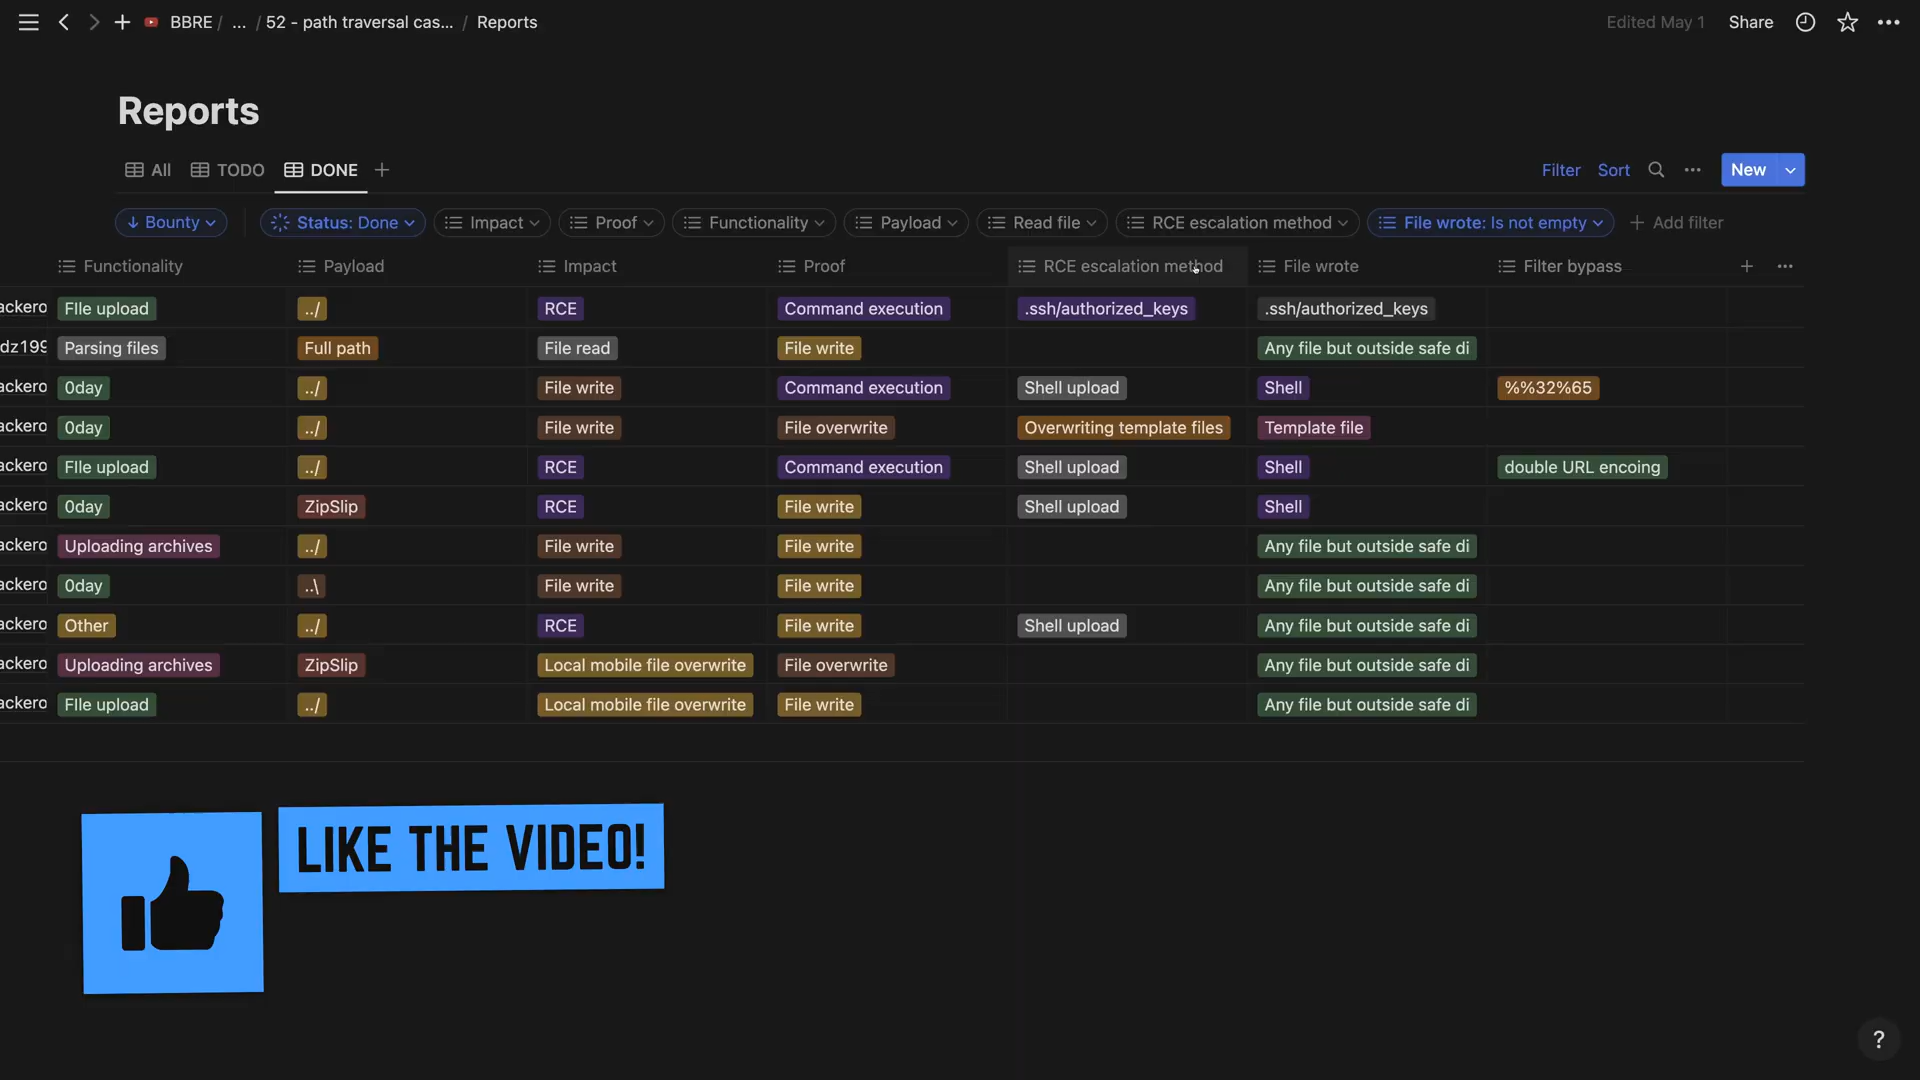 BBRE / ... / 52 - path traversal cas... / Reports
Edited May 1 Share
Reports
All TODO DONE
Filter Sort New
Bounty Status: Done Impact Proof Functionality Payload Read file RCE escalation method File wrote: Is not empty Add filter
Functionality Payload Impact Proof RCE escalation method File wrote Filter bypass
ackero FIle upload ../ RCE Command execution .ssh/authorized_keys .ssh/authorized_keys
dz199 Parsing files Full path File read File write Any file but outside safe di
ackero 0day ../ File write Command execution Shell upload Shell %%32%65
ackero 0day ../ File write File overwrite Overwriting template files Template file
ackero FIle upload ../ RCE Command execution Shell upload Shell double URL encoing
ackero 0day ZipSlip RCE File write Shell upload Shell
ackero Uploading archives ../ File write File write Any file but outside safe di
ackero 0day ..\ File write File write Any file but outside safe di
ackero Other ../ RCE File write Shell upload Any file but outside safe di
ackero Uploading archives ZipSlip Local mobile file overwrite File overwrite Any file but outside safe di
ackero FIle upload ../ Local mobile file overwrite File write Any file but outside safe di
LIKE THE VIDEO!
?